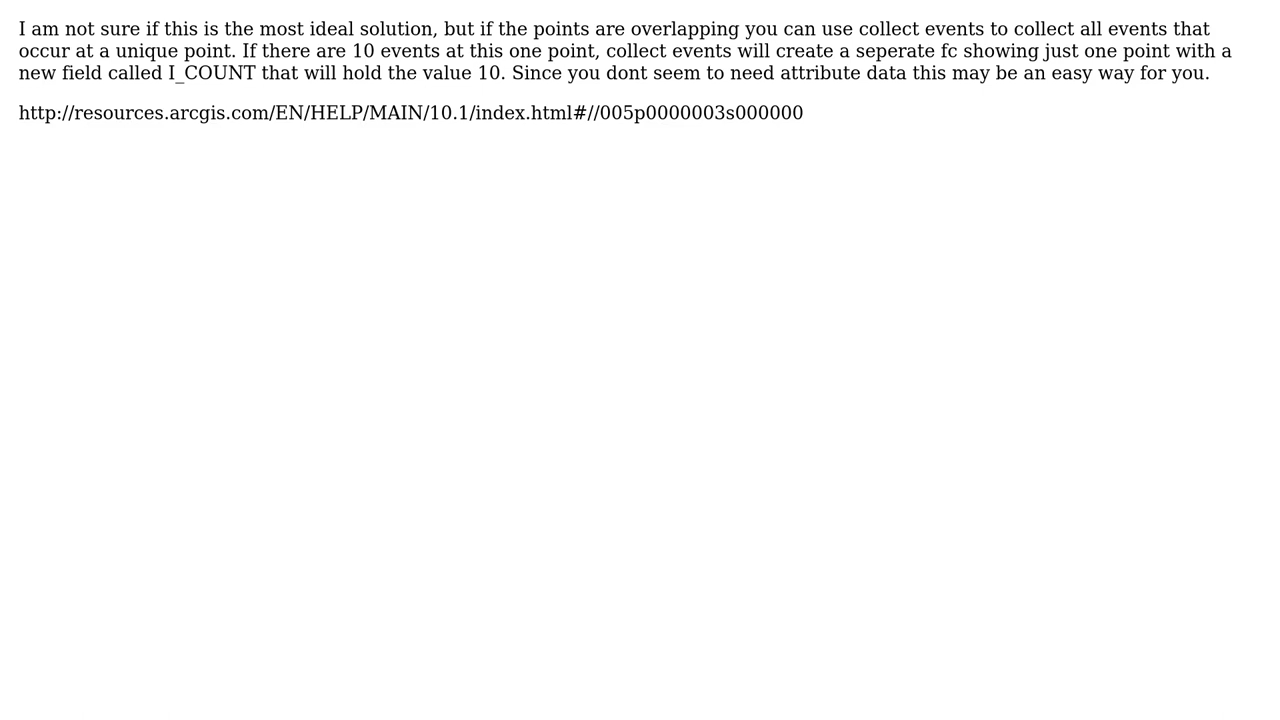 I am not sure if this is the most ideal solution, but if the points are overlapping you can use collect events to collect all events that
occur at a unique point. If there are 10 events at this one point, collect events will create a seperate fc showing just one point with a
new field called I_COUNT that will hold the value 10. Since you dont seem to need attribute data this may be an easy way for you.
http://resources.arcgis.com/EN/HELP/MAIN/10.1/index.html#//005p0000003s000000